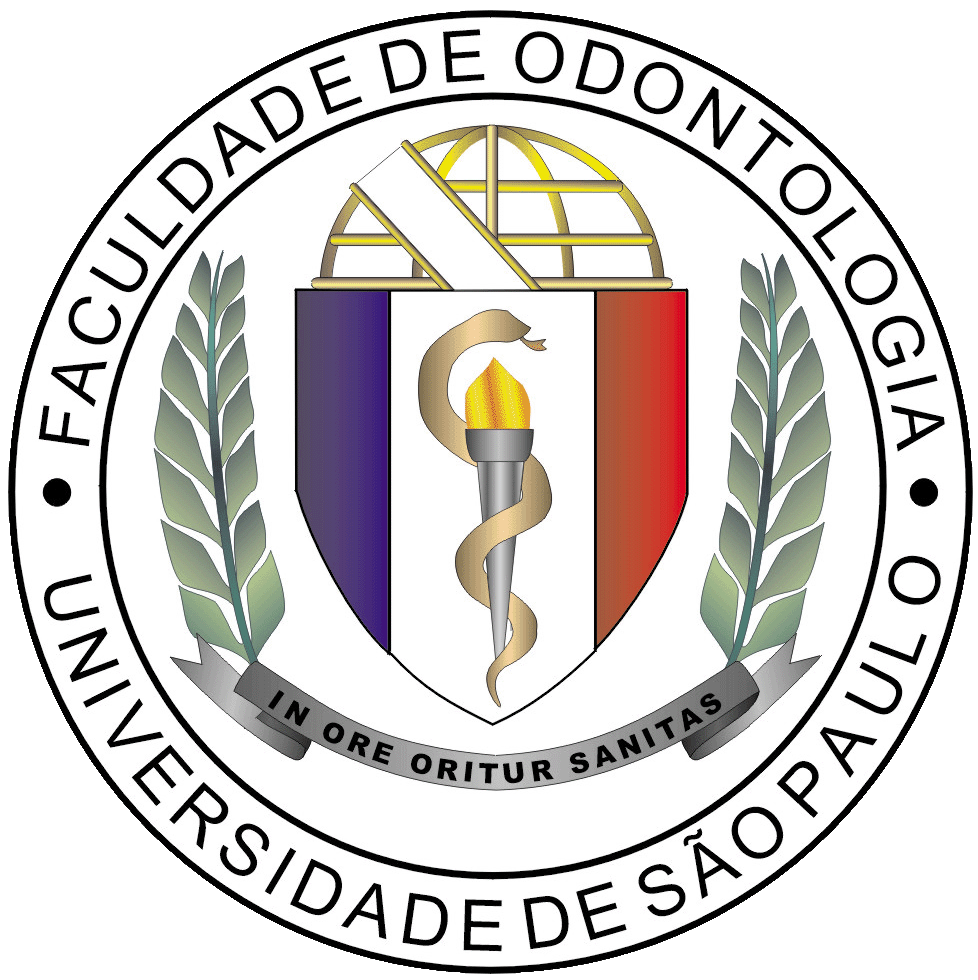 FACULDADE DE ODONTOLOGIA
IN ORE ORITUR SANITAS
UNIVERSIDADE DE SÃO PAULO